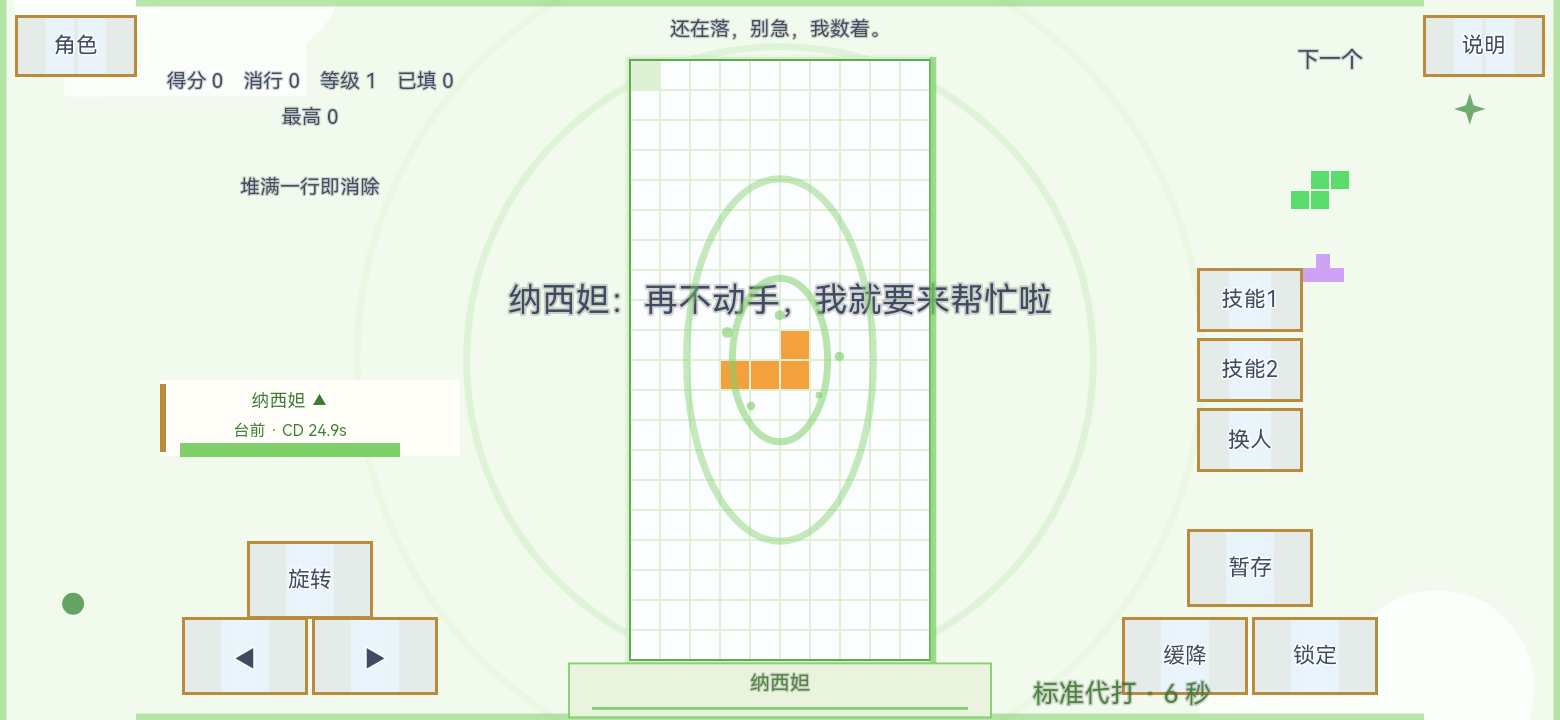 角色
还在落，别急，我数着。
说明
下一个
得分 0 消行 0 等级 1 已填 0
最高 0
堆满一行即消除
纳西妲：再不动手，我就要来帮忙啦
技能1
技能2
换人
纳西妲 ▲
台前 · CD 24.9s
旋转
◀ ▶
暂存
缓降 锁定
纳西妲
标准代打 · 6 秒